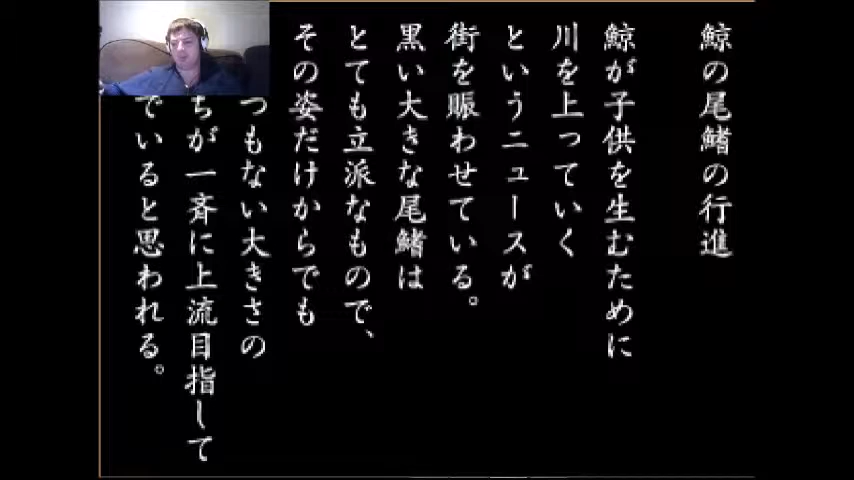 鯨の尾鰭の行進
鯨が子供を生むために
川を上っていく
というニュースが
街を賑わせている。
黒い大きな尾鰭は
とても立派なもので、
その姿だけからでも
つもない大きさの
ちが一斉に上流目指して
でいると思われる。